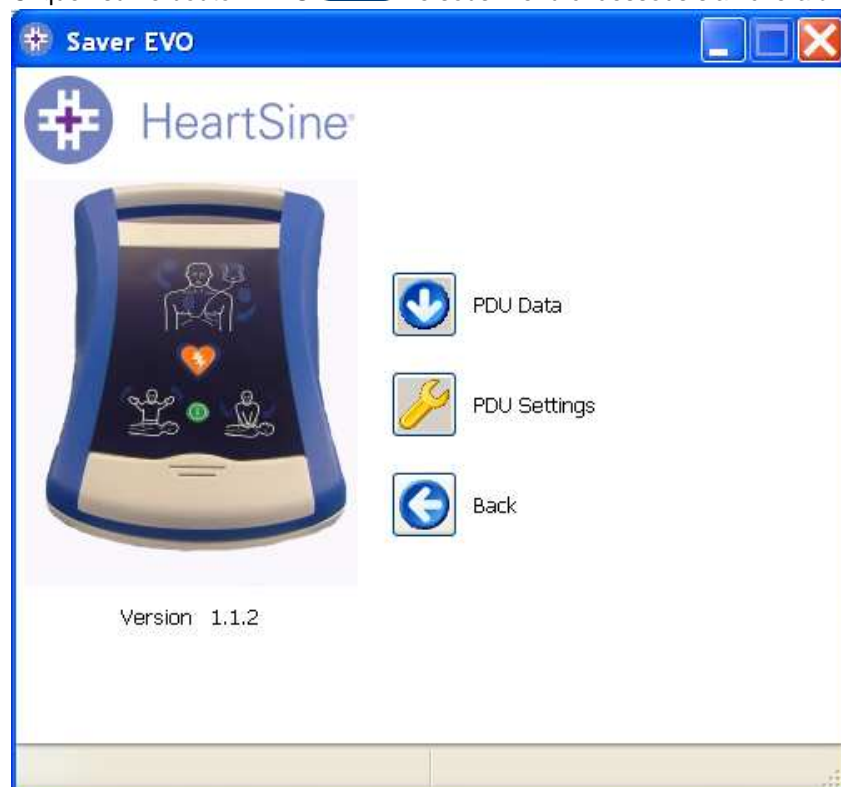 Saver EVO
HeartSine®
PDU Data
PDU Settings
Back
Version 1.1.2